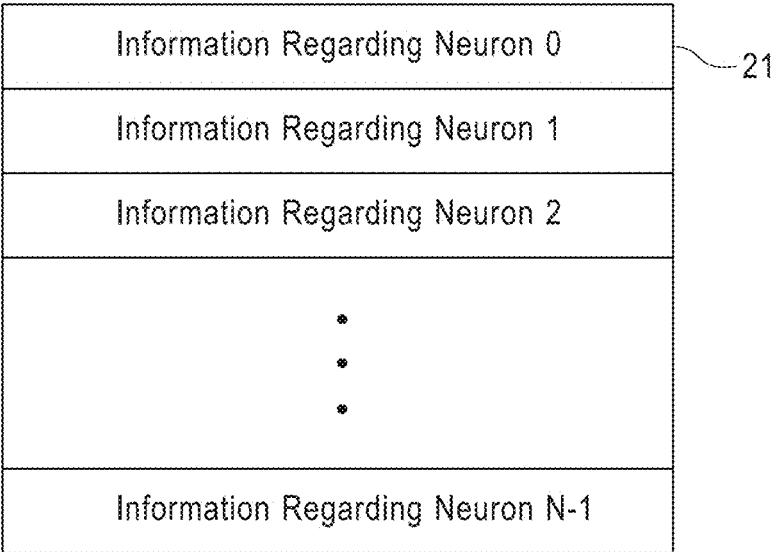 Information Regarding Neuron 0
21
Information Regarding Neuron 1
Information Regarding Neuron 2
Information Regarding Neuron N-1